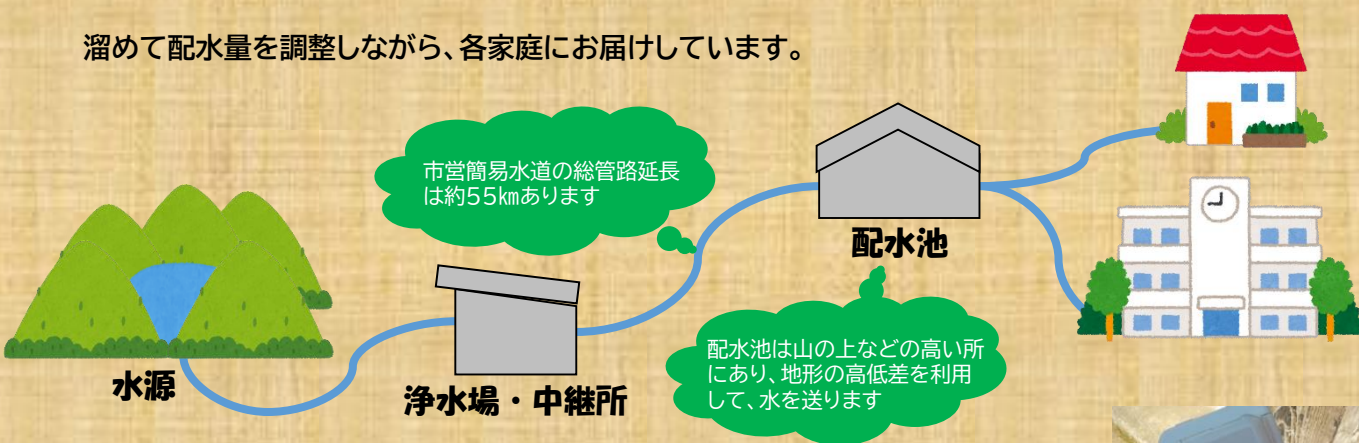 溜めて配水量を調整しながら、各家庭にお届けしています。
市営簡易水道の総管路延長
は約55㎞あります
配水池
配水池は山の上などの高い所
にあり、地形の高低差を利用
して、水を送ります
水源
浄水場・中継所